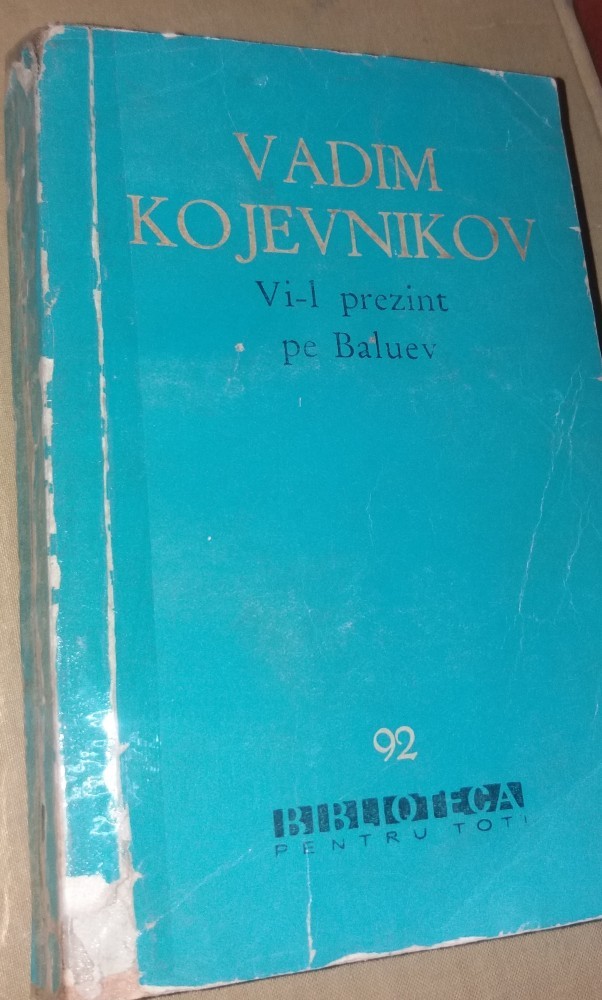 VADIM
KOJEVNIKOV
Vi-l prezint
pe Baluev
92
BIBLIOTECA
PENTRU TOȚI